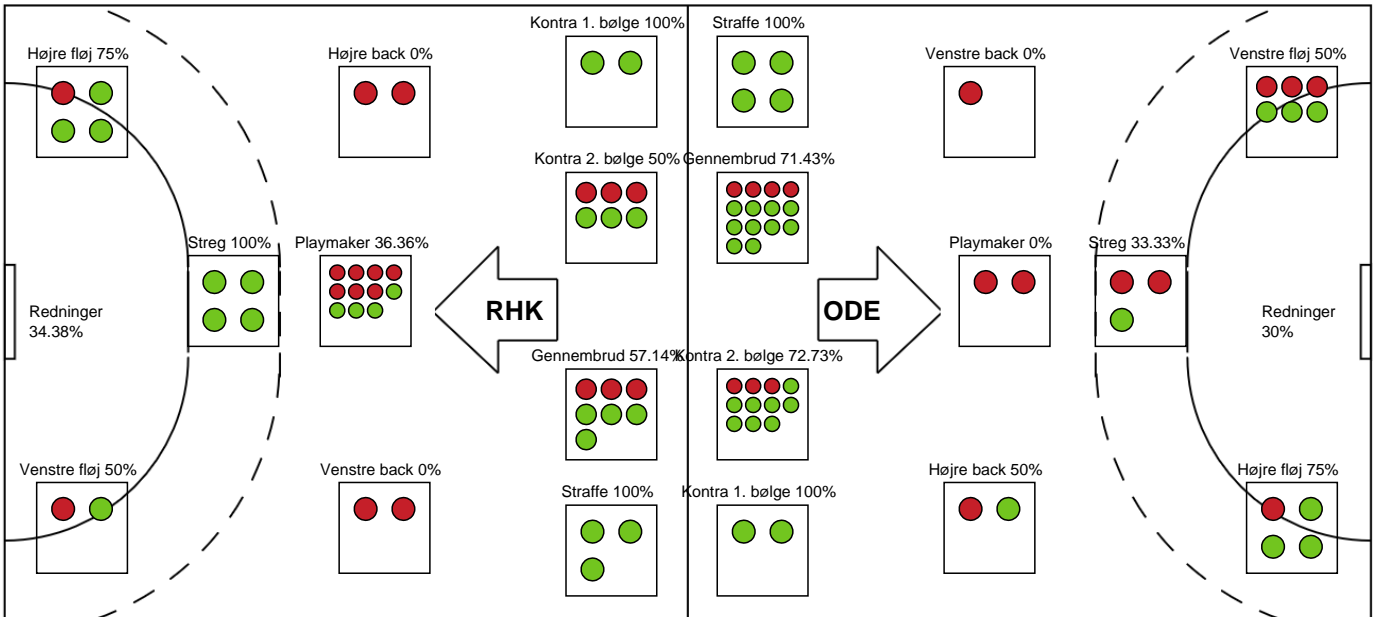 Kontra 1. bølge 100%
Straffe 100%
Højre fløj 75%
Højre back 0%
Venstre back 0%
Venstre fløj 50%
Kontra 2. bølge 50%
Gennembrud 71.43%
Streg 100%
Playmaker 36.36%
Playmaker 0%
Streg 33.33%
Redninger
34.38%
RHK
ODE
Redninger
30%
Gennembrud 57.14%
Kontra 2. bølge 72.73%
Venstre fløj 50%
Venstre back 0%
Højre back 50%
Højre fløj 75%
Straffe 100%
Kontra 1. bølge 100%